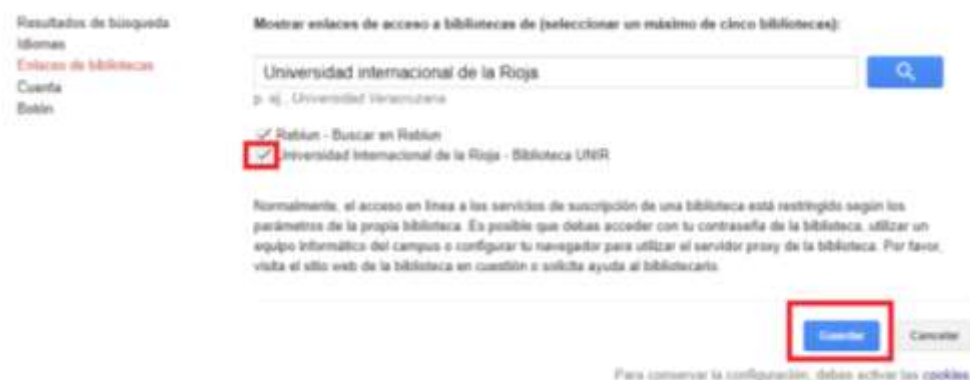 Resultados de búsqueda
Idiomas
Enlaces de bibliotecas
Cuenta
Botón
Mostrar enlaces de acceso a bibliotecas de (seleccionar un máximo de cinco bibliotecas):
Universidad internacional de la Rioja
p. ej., Universidad Veracruzana
Rebiun - Buscar en Rebiun
Universidad Internacional de la Rioja - Biblioteca UNIR
Normalmente, el acceso en línea a los servicios de suscripción de una biblioteca está restringido según los
parámetros de la propia biblioteca. Es posible que debas acceder con tu contraseña de la biblioteca, utilizar un
equipo informático del campus o configurar tu navegador para utilizar el servidor proxy de la biblioteca. Por favor,
visita el sitio web de la biblioteca en cuestión o solicita ayuda al bibliotecario.
Guardar
Cancelar
Para conservar la configuración, debes activar las cookies